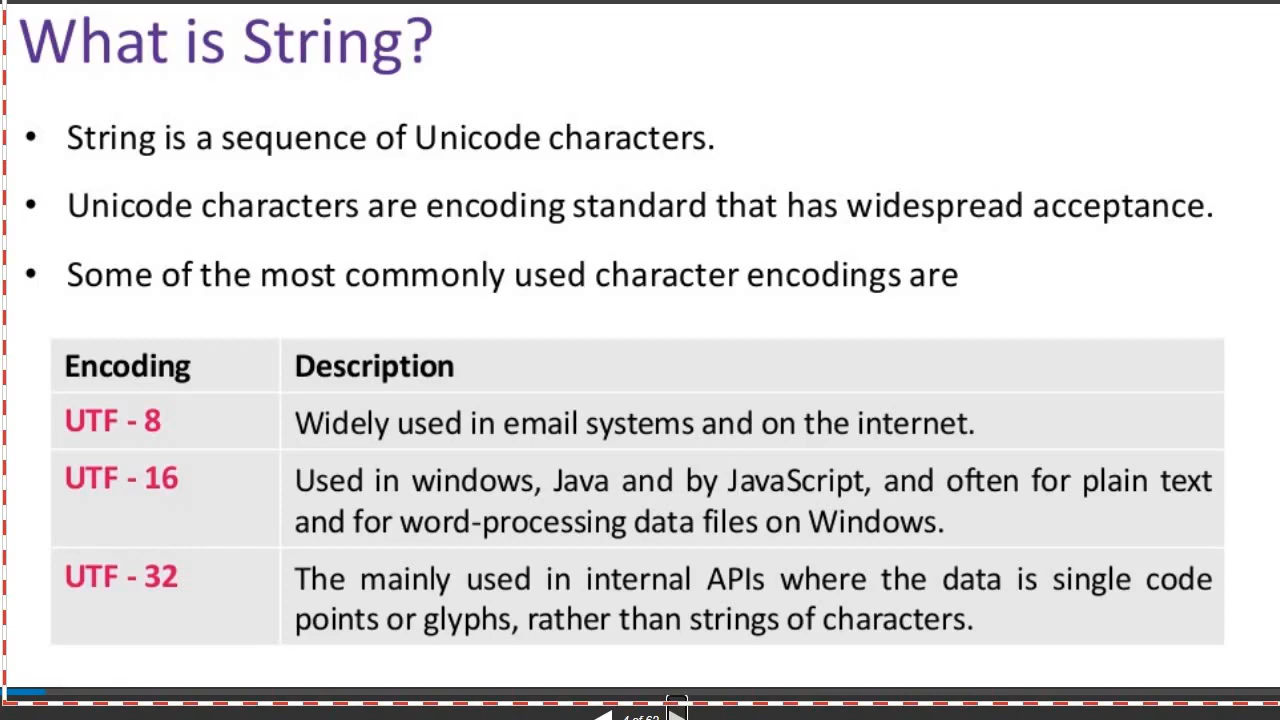 What is String?
• String is a sequence of Unicode characters.
• Unicode characters are encoding standard that has widespread acceptance.
• Some of the most commonly used character encodings are
Encoding Description
UTF - 8 Widely used in email systems and on the internet.
UTF - 16 Used in windows, Java and by JavaScript, and often for plain text
and for word-processing data files on Windows.
UTF - 32 The mainly used in internal APIs where the data is single code
points or glyphs, rather than strings of characters.
4 of 62